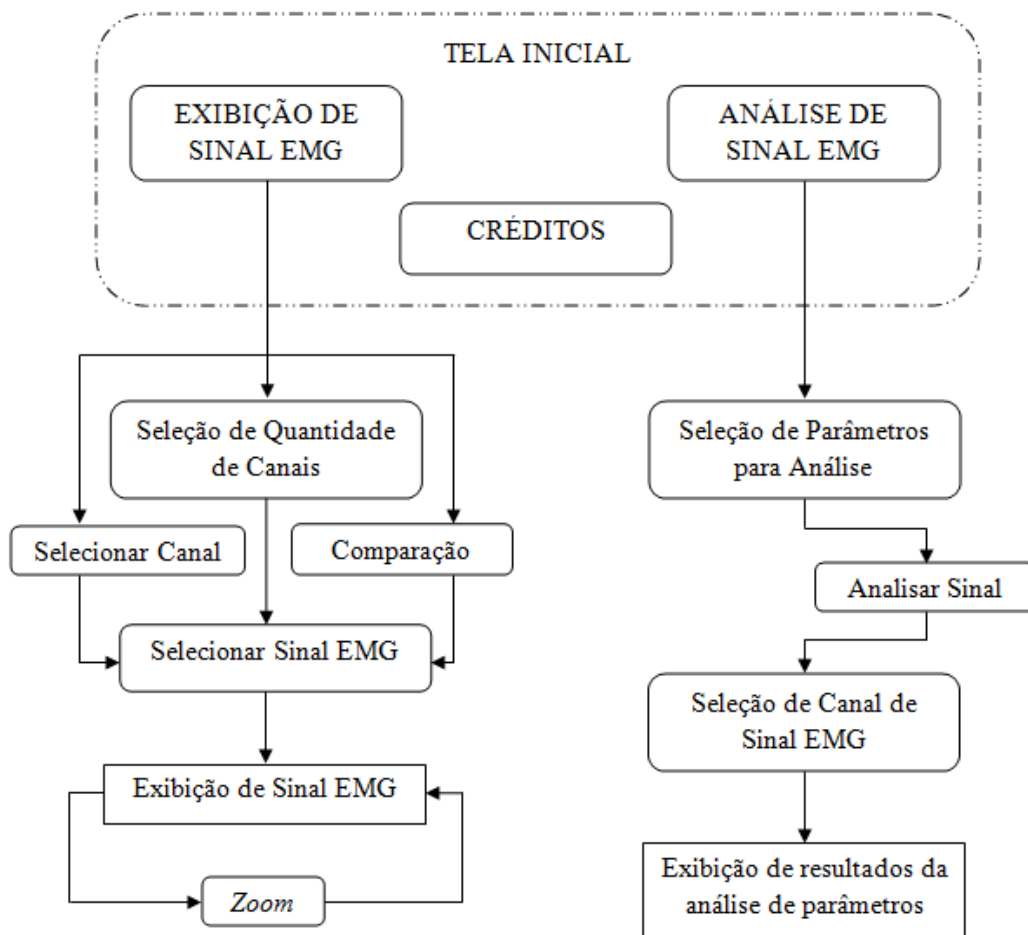 TELA INICIAL
EXIBIÇÃO DE
SINAL EMG
ANÁLISE DE
SINAL EMG
CRÉDITOS
Seleção de Quantidade
de Canais
Selecionar Canal
Comparação
Selecionar Sinal EMG
Exibição de Sinal EMG
Zoom
Seleção de Parâmetros
para Análise
Analisar Sinal
Seleção de Canal de
Sinal EMG
Exibição de resultados da
análise de parâmetros